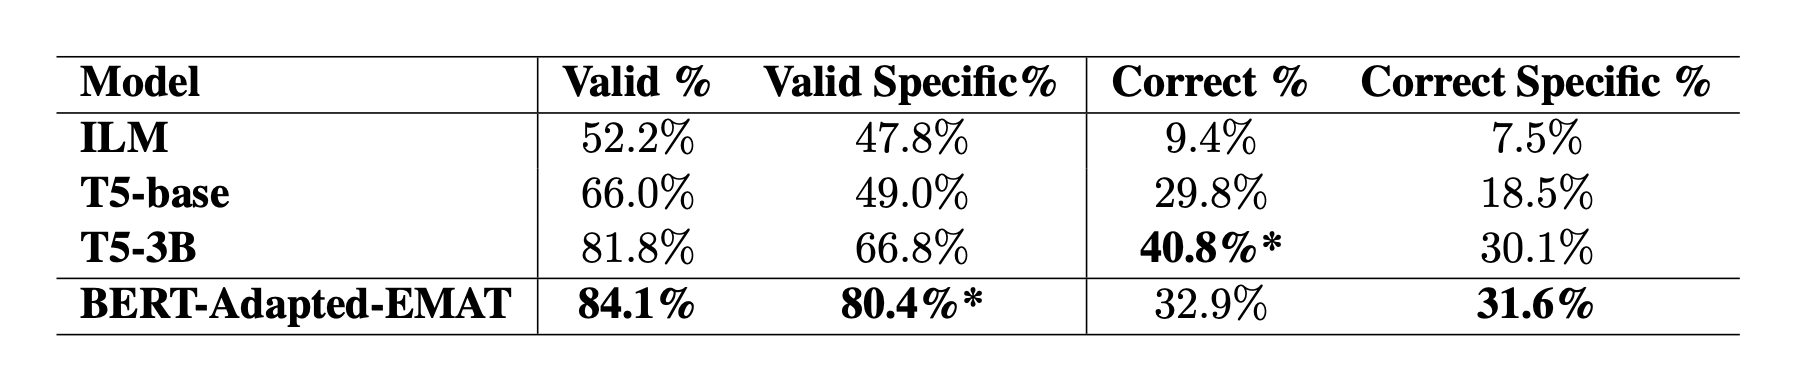 Model Valid % Valid Specific% Correct % Correct Specific %
ILM 52.2% 47.8% 9.4% 7.5%
T5-base 66.0% 49.0% 29.8% 18.5%
T5-3B 81.8% 66.8% 40.8%* 30.1%
BERT-Adapted-EMAT 84.1% 80.4%* 32.9% 31.6%